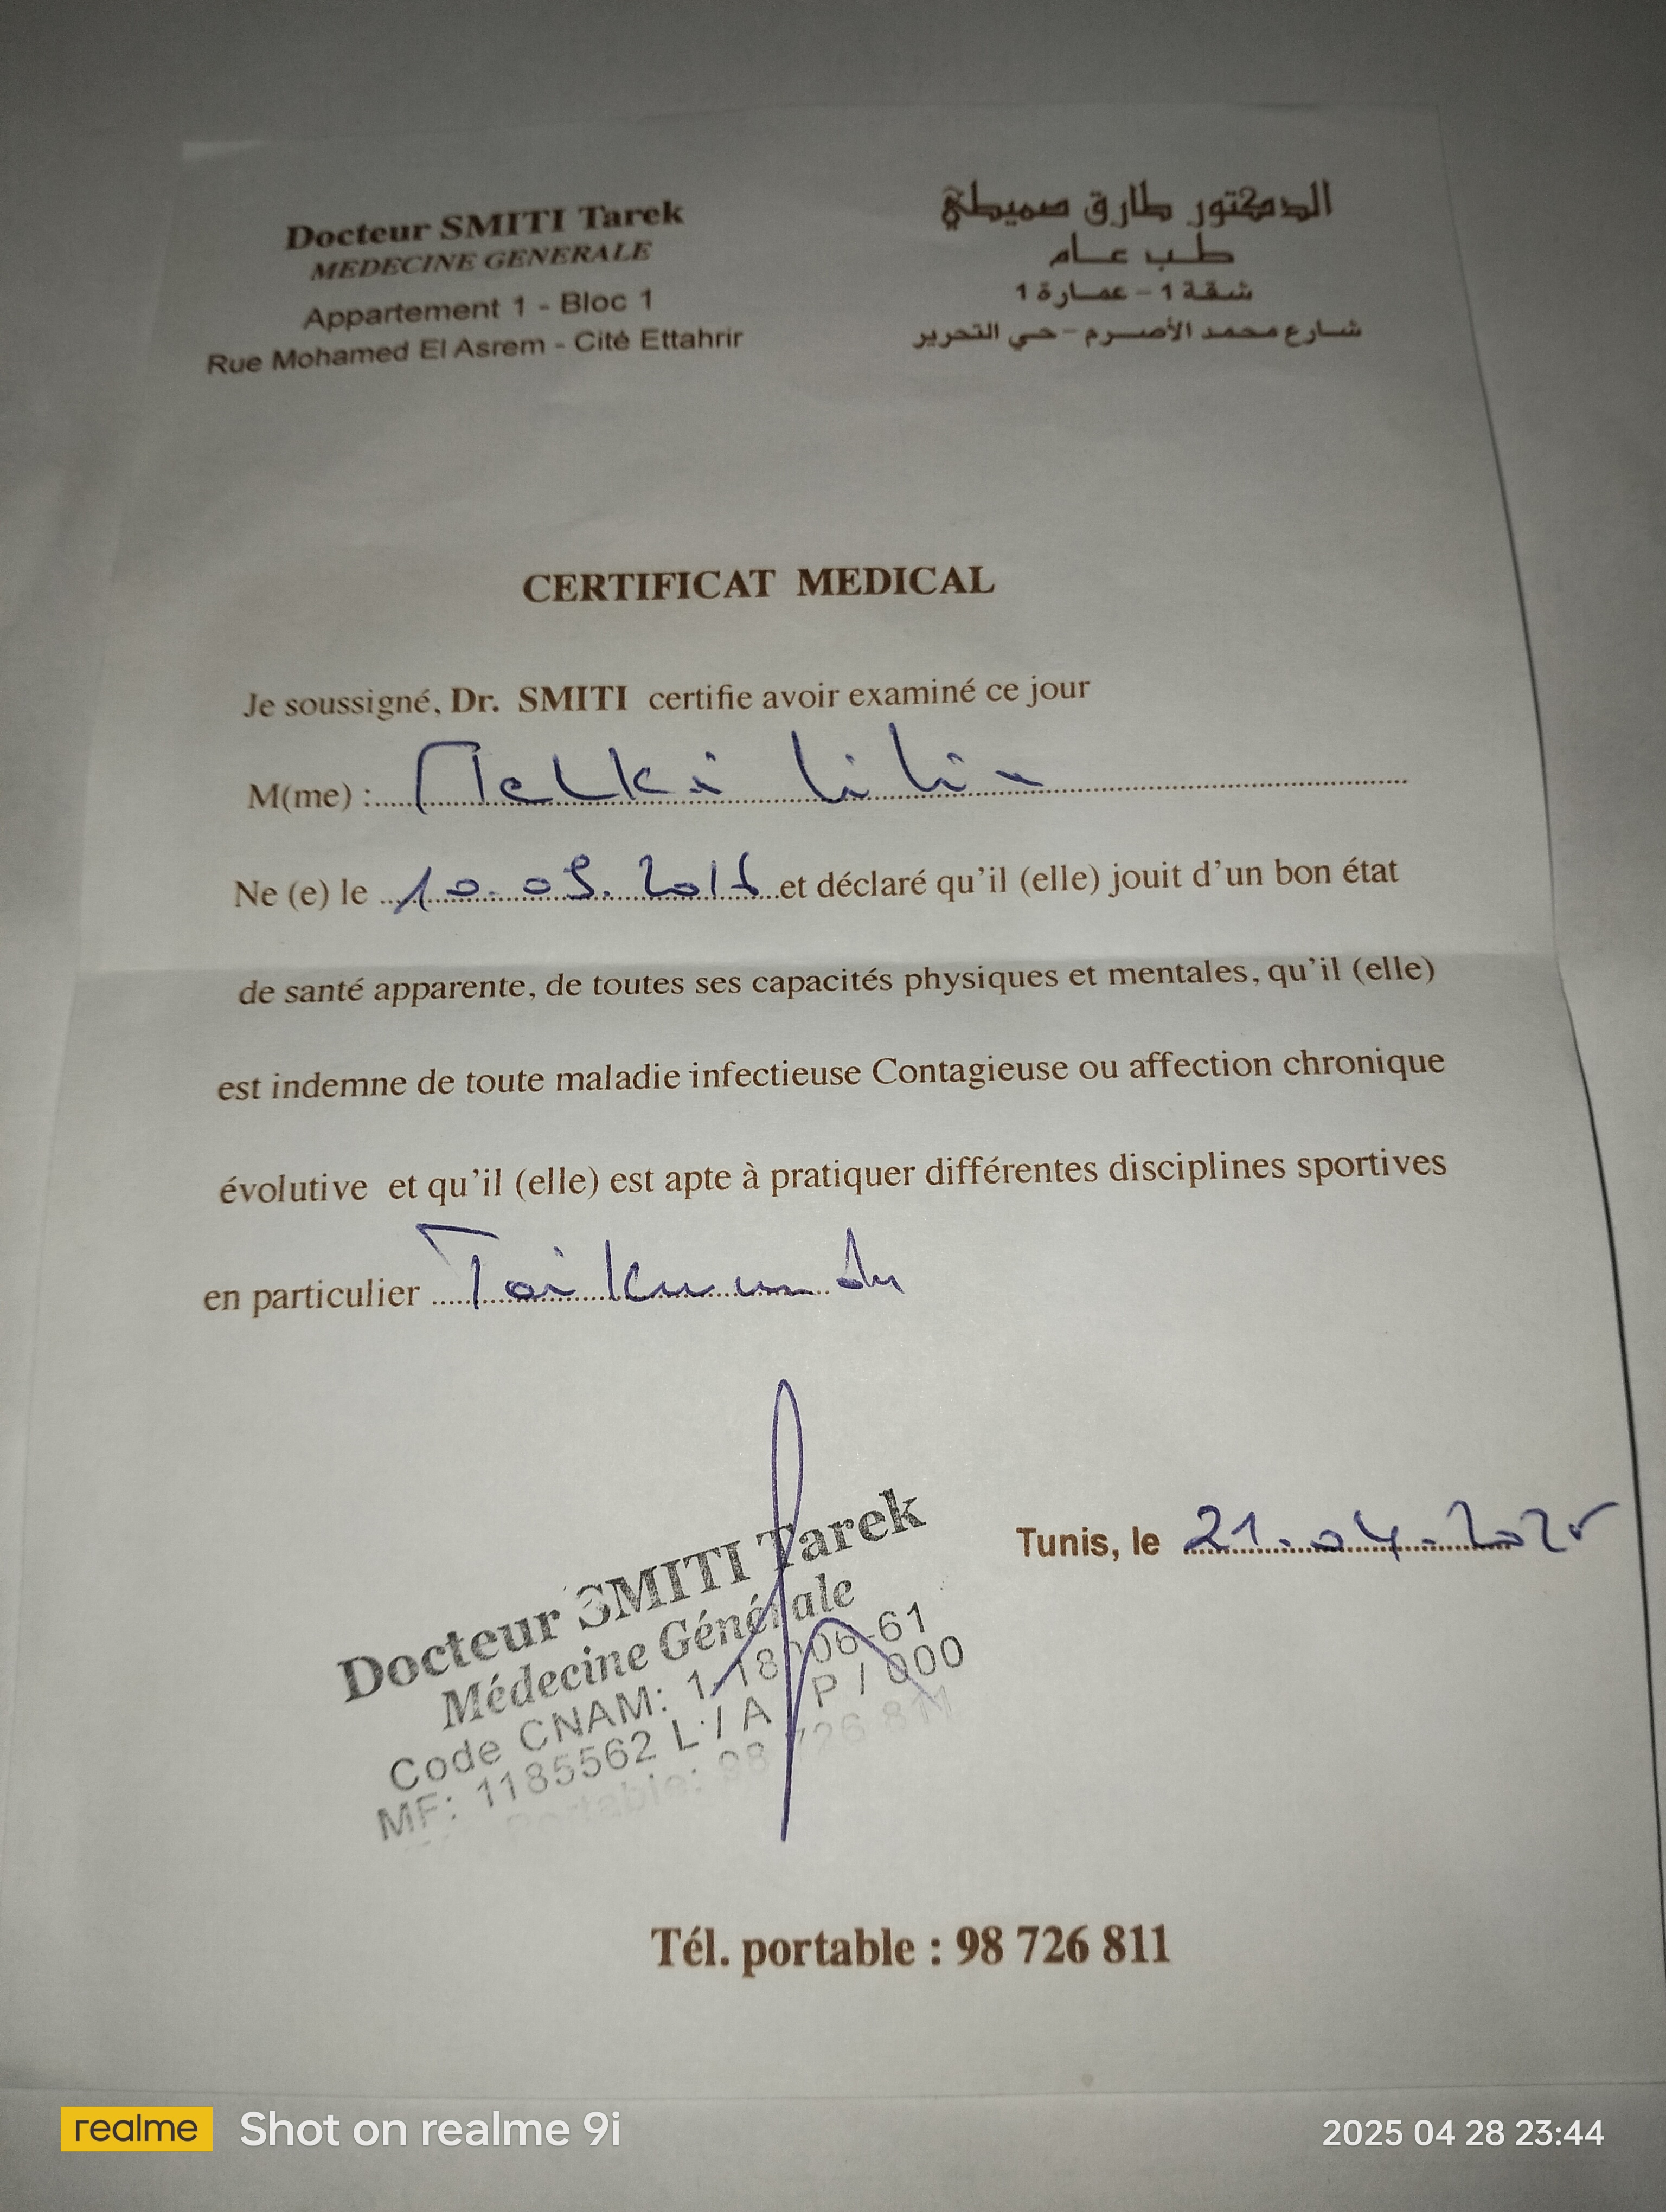 Docteur SMITI Tarek
MEDECINE GENERALE
Appartement 1 - Bloc 1
Rue Mohamed El Asrem - Cité Ettahrir
الدكتور طارق صميطي
طب عام
شقة 1 - عمارة 1
شارع محمد الأصرم - حي التحرير
CERTIFICAT MEDICAL
Je soussigné, Dr. SMITI certifie avoir examiné ce jour
M(me) : Melki
Ne (e) le et déclaré qu'il (elle) jouit d'un bon état
de santé apparente, de toutes ses capacités physiques et mentales, qu'il (elle)
est indemne de toute maladie infectieuse Contagieuse ou affection chronique
évolutive et qu'il (elle) est apte à pratiquer différentes disciplines sportives
en particulier
Tunis, le 21.04.2025
Docteur SMITI Tarek
Médecine Générale
Code CNAM:
MF: 1185562 L / A P / 000
Portable: 98 726 811
Tél. portable : 98 726 811
realme Shot on realme 9i
2025 04 28 23:44